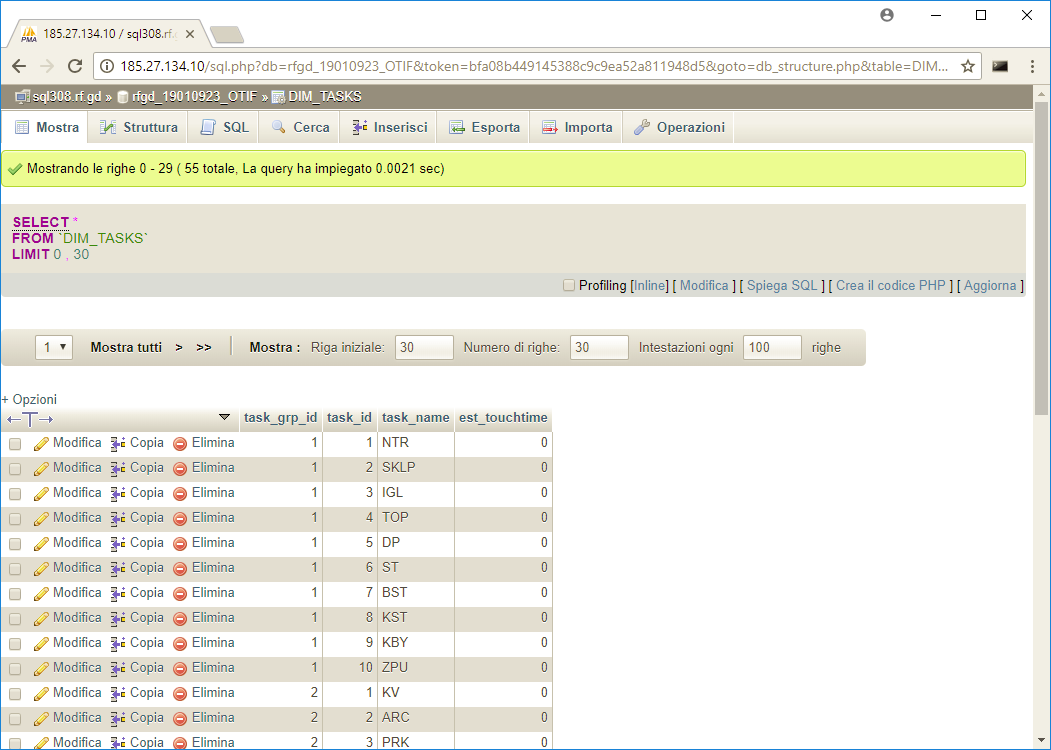 185.27.134.10 / sql308.rf.g
185.27.134.10/sql.php?db=rfgd_19010923_OTIF&token=bfa08b449145388c9c9ea52a811948d5&goto=db_structure.php&table=DIM...
sql308.rf.gd » rfgd_19010923_OTIF » DIM_TASKS
Mostra Struttura SQL Cerca Inserisci Esporta Importa Operazioni
Mostrando le righe 0 - 29 ( 55 totale, La query ha impiegato 0.0021 sec)
SELECT *
FROM `DIM_TASKS`
LIMIT 0 , 30
Profiling [Inline] [ Modifica ] [ Spiega SQL ] [ Crea il codice PHP ] [ Aggiorna ]
1 Mostra tutti > >> Mostra : Riga iniziale: 30 Numero di righe: 30 Intestazioni ogni 100 righe
+ Opzioni
←T→ task_grp_id task_id task_name est_touchtime
Modifica Copia Elimina 1 1 NTR 0
Modifica Copia Elimina 1 2 SKLP 0
Modifica Copia Elimina 1 3 IGL 0
Modifica Copia Elimina 1 4 TOP 0
Modifica Copia Elimina 1 5 DP 0
Modifica Copia Elimina 1 6 ST 0
Modifica Copia Elimina 1 7 BST 0
Modifica Copia Elimina 1 8 KST 0
Modifica Copia Elimina 1 9 KBY 0
Modifica Copia Elimina 1 10 ZPU 0
Modifica Copia Elimina 2 1 KV 0
Modifica Copia Elimina 2 2 ARC 0
Modifica Copia Elimina 2 3 PRK 0